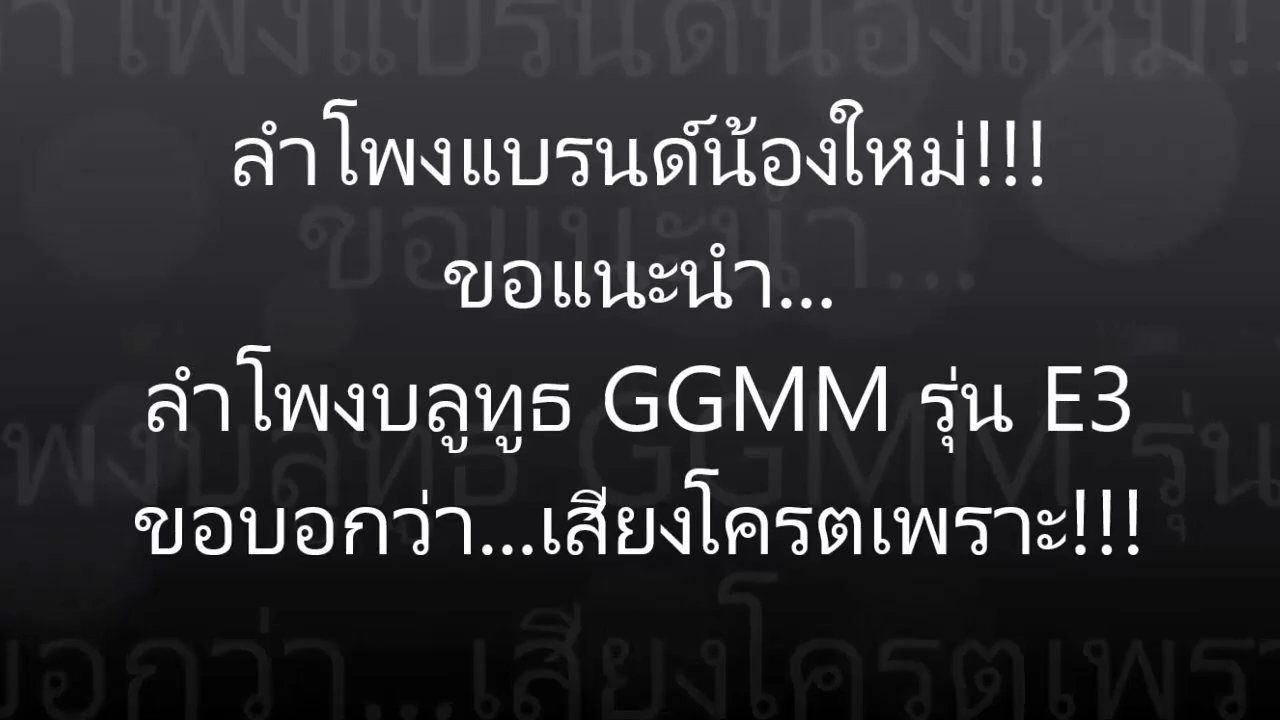 ลำโพงแบรนด์น้องใหม่!!!
ขอแนะนำ...
ลำโพงบลูทูธ GGMM รุ่น E3
ขอบอกว่า...เสียงโครตเพราะ!!!